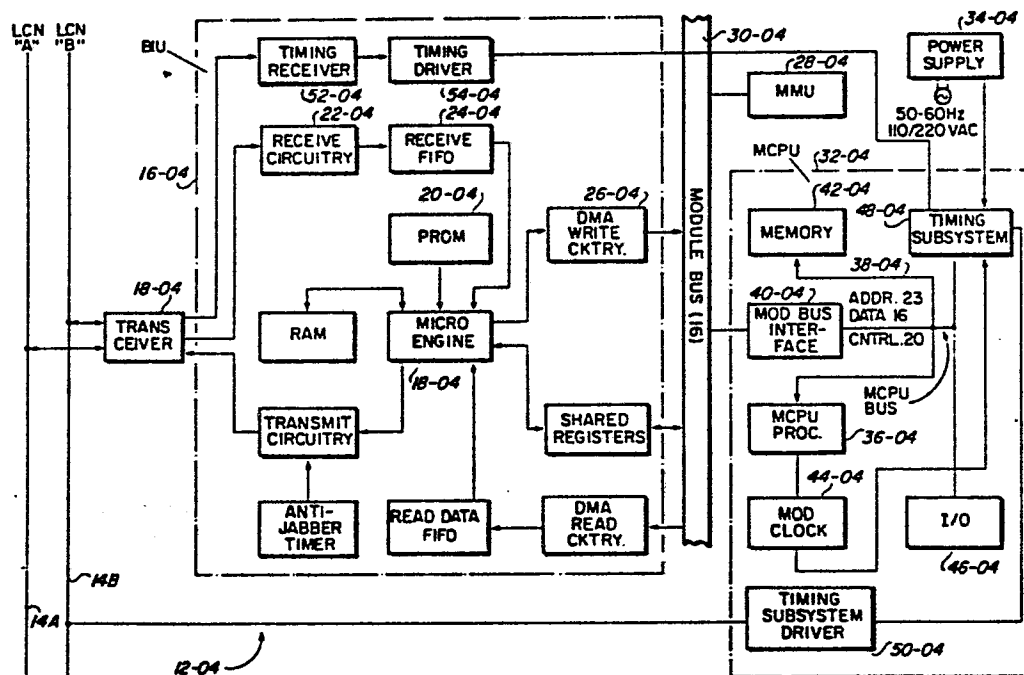 LCN
"A"
LCN
"B"
BIU
TIMING
RECEIVER
52-04
TIMING
DRIVER
54-04
30-04
34-04
POWER
SUPPLY
50-60Hz
110/220 VAC
28-04
MMU
22-04
RECEIVE
CIRCUITRY
24-04
RECEIVE
FIFO
16-04
20-04
PROM
26-04
DMA
WRITE
CKTRY.
MODULE BUS (16)
MCPU
32-04
42-04
MEMORY
48-04
TIMING
SUBSYSTEM
38-04
18-04
TRANS
CEIVER
RAM
MICRO
ENGINE
18-04
40-04
MOD BUS
INTER-
FACE
ADDR. 23
DATA 16
CNTRL. 20
MCPU
BUS
TRANSMIT
CIRCUITRY
SHARED
REGISTERS
MCPU
PROC.
36-04
44-04
MOD
CLOCK
I/O
46-04
ANTI-
JABBER
TIMER
READ DATA
FIFO
DMA
READ
CKTRY.
14B
14A
12-04
TIMING
SUBSYSTEM
DRIVER
50-04